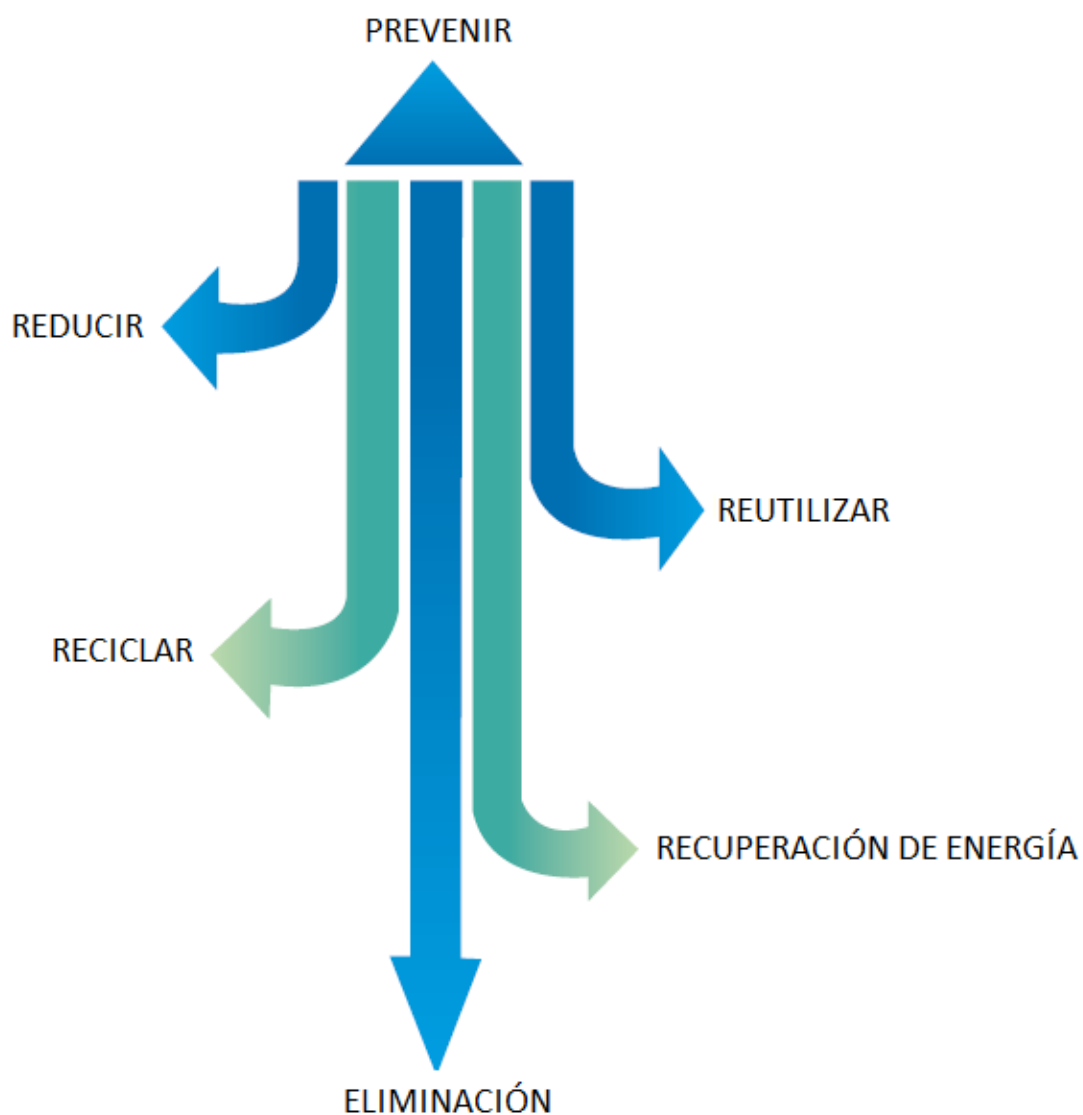 PREVENIR
REDUCIR
REUTILIZAR
RECICLAR
RECUPERACIÓN DE ENERGÍA
ELIMINACIÓN